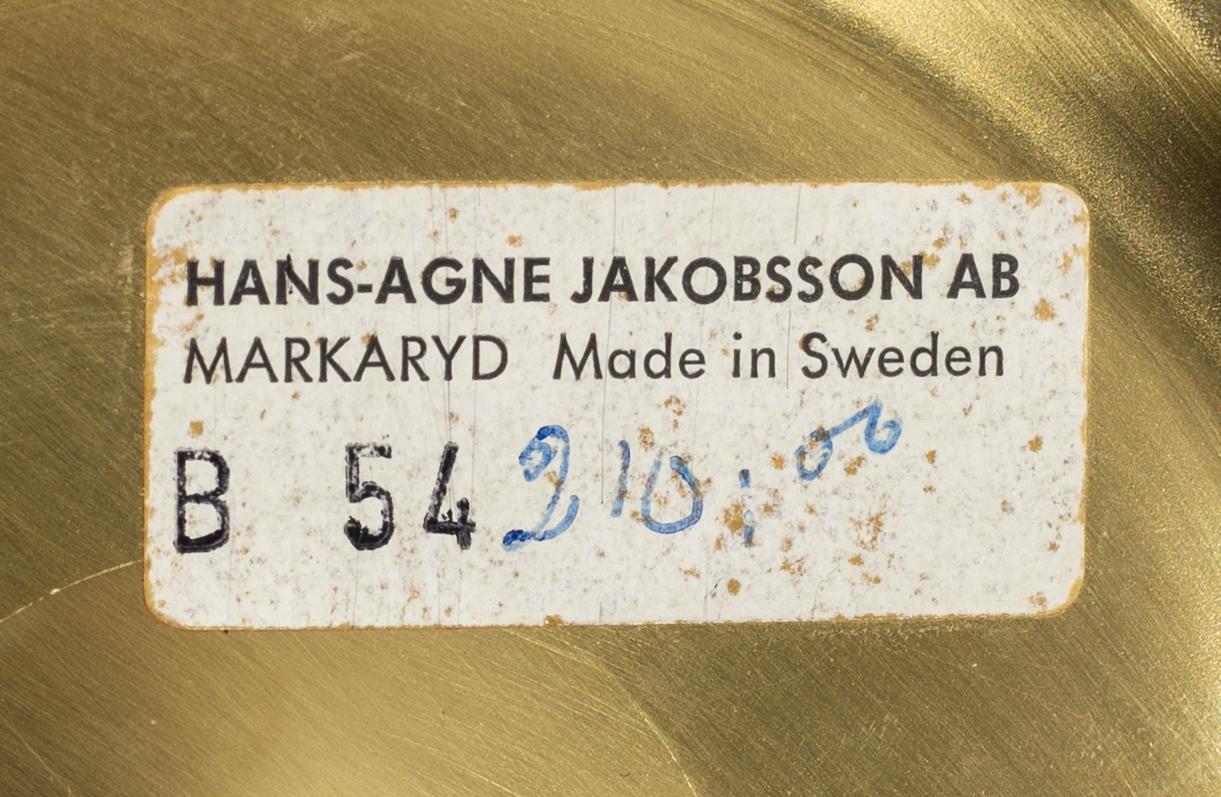 HANS-AGNE JAKOBSSON AB
MARKARYD Made in Sweden
B 54 210:00